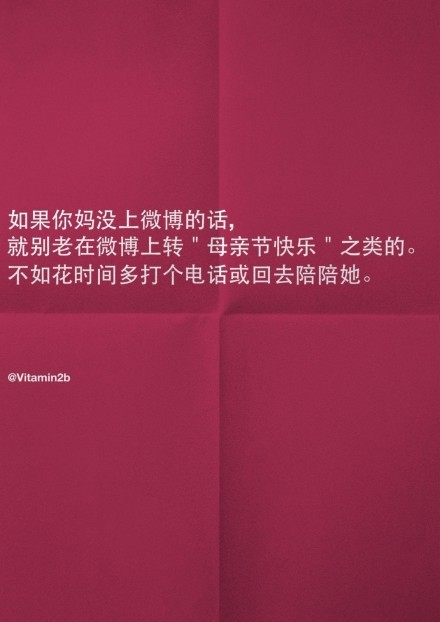 如果你妈没上微博的话，
就别老在微博上转＂母亲节快乐＂之类的。
不如花时间多打个电话或回去陪陪她。
@Vitamin2b